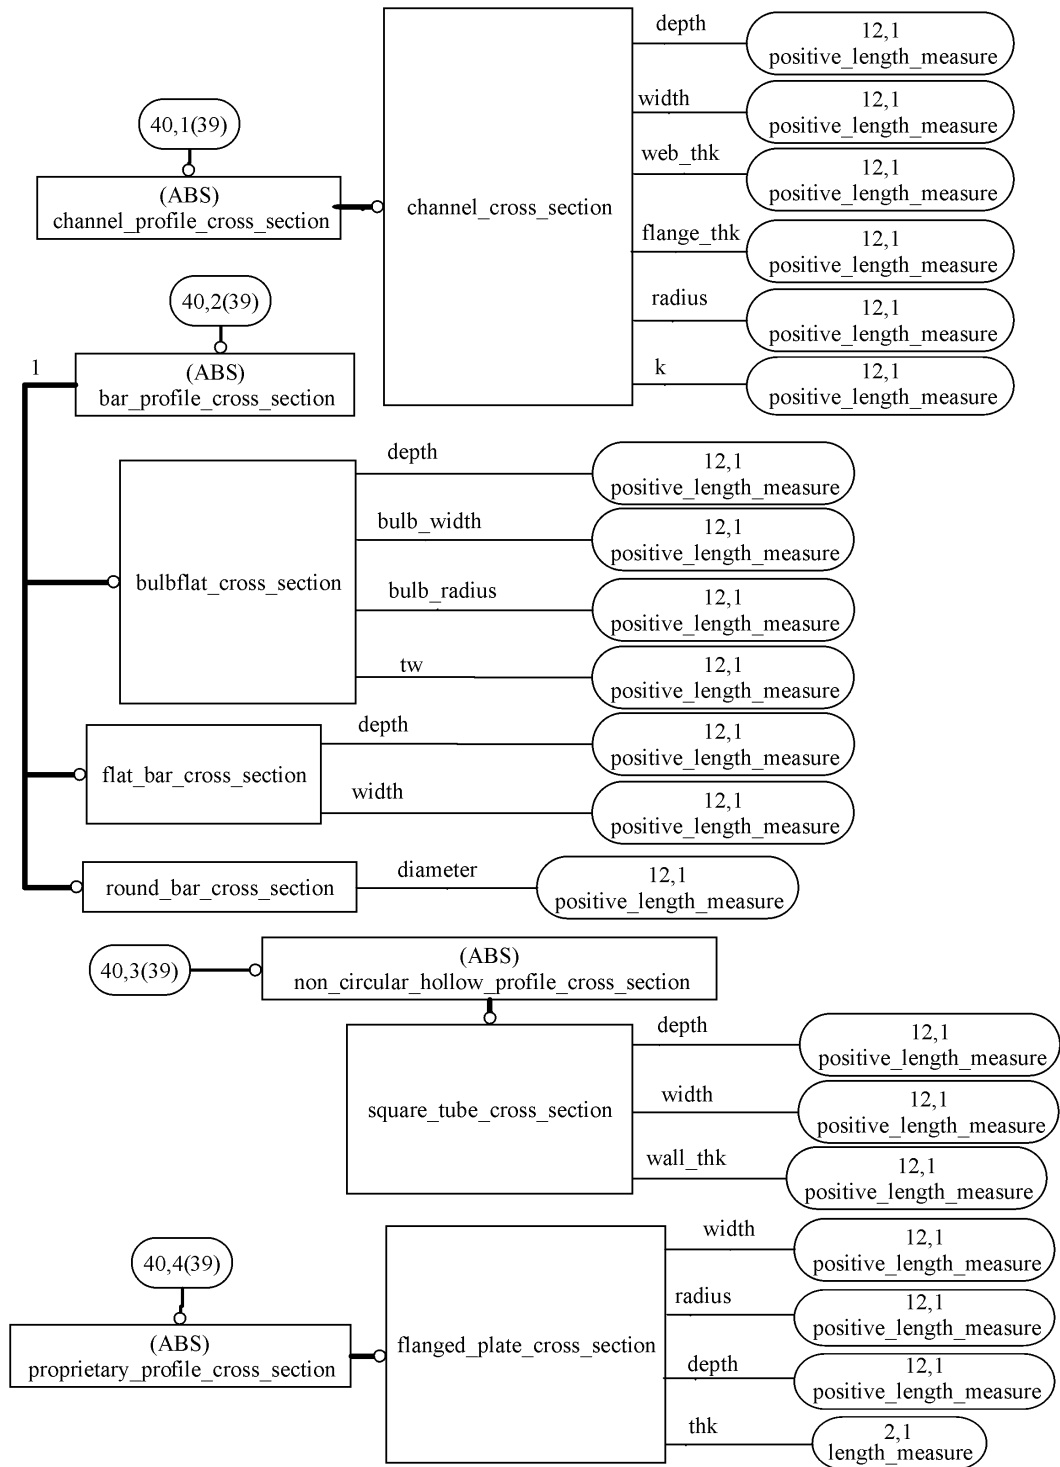 depth
12,1
positive_length_measure
width
12,1
positive_length_measure
40,1(39)
web_thk
12,1
positive_length_measure
(ABS)
channel_profile_cross_section
channel_cross_section
flange_thk
12,1
positive_length_measure
40,2(39)
radius
12,1
positive_length_measure
1
(ABS)
bar_profile_cross_section
k
12,1
positive_length_measure
depth
12,1
positive_length_measure
bulb_width
12,1
positive_length_measure
bulbflat_cross_section
bulb_radius
12,1
positive_length_measure
tw
12,1
positive_length_measure
depth
12,1
positive_length_measure
flat_bar_cross_section
width
12,1
positive_length_measure
round_bar_cross_section
diameter
12,1
positive_length_measure
40,3(39)
(ABS)
non_circular_hollow_profile_cross_section
depth
12,1
positive_length_measure
square_tube_cross_section
width
12,1
positive_length_measure
wall_thk
12,1
positive_length_measure
width
12,1
positive_length_measure
40,4(39)
radius
12,1
positive_length_measure
(ABS)
proprietary_profile_cross_section
flanged_plate_cross_section
depth
12,1
positive_length_measure
thk
2,1
length_measure